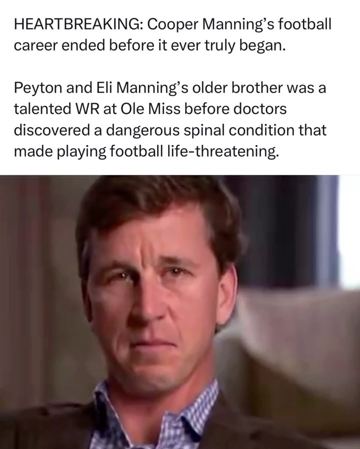 HEARTBREAKING: Cooper Manning’s football
career ended before it ever truly began.
Peyton and Eli Manning’s older brother was a
talented WR at Ole Miss before doctors
discovered a dangerous spinal condition that
made playing football life-threatening.